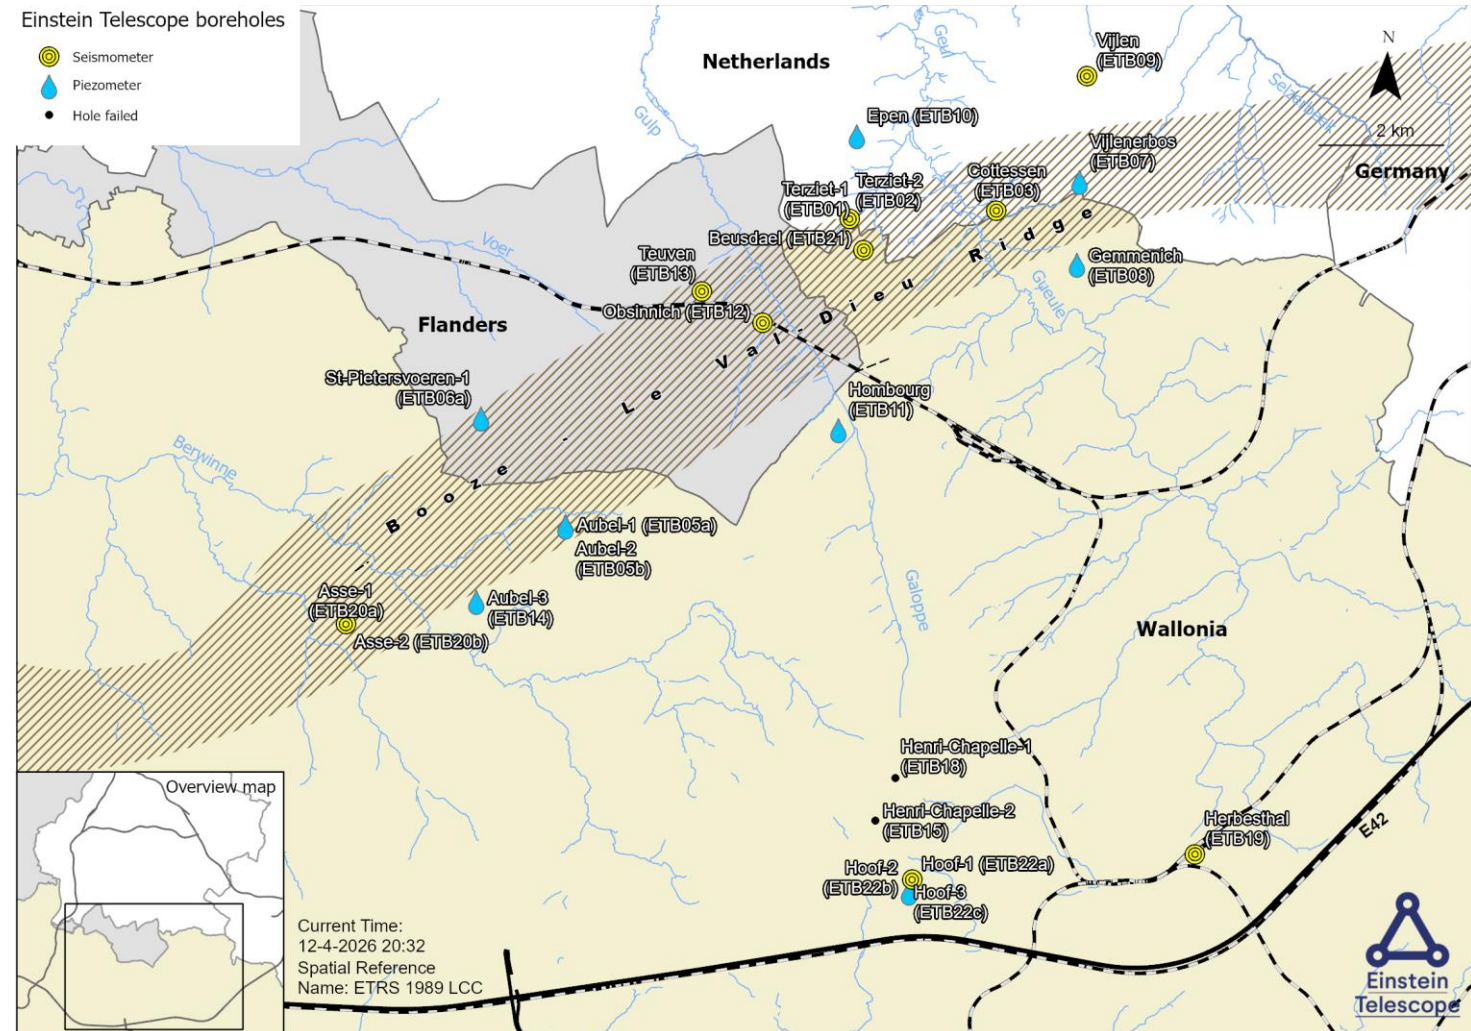 Einstein Telescope boreholes
Seismometer
Piezometer
Hole failed
Netherlands
Geul
Gulp
Vijlen
(ETB09)
N
2 km
Selzerbeek
Germany
Epen (ETB10)
Vijlenerbos
(ETB07)
Cottessen
(ETB03)
Terziet-1
(ETB01)
Terziet-2
(ETB02)
Beusdael (ETB21)
Teuven
(ETB13)
Obsinnich (ETB12)
Voer
Gemmenich
(ETB08)
Gueule
Booze - Le Val-Dieu Ridge
Flanders
St-Pietersvoeren-1
(ETB06a)
Hombourg
(ETB11)
Berwinne
Aubel-1 (ETB05a)
Aubel-2
(ETB05b)
Aubel-3
(ETB14)
Asse-1
(ETB20a)
Asse-2 (ETB20b)
Galoppe
Wallonia
Henri-Chapelle-1
(ETB18)
Henri-Chapelle-2
(ETB15)
Herbesthal
(ETB19)
E42
Hoof-1 (ETB22a)
Hoof-2
(ETB22b)
Hoof-3
(ETB22c)
Overview map
Current Time:
12-4-2026 20:32
Spatial Reference
Name: ETRS 1989 LCC
Einstein
Telescope